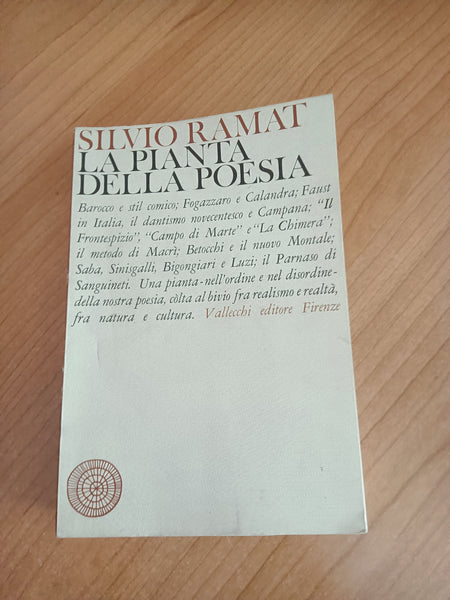 SILVIO RAMAT
LA PIANTA
DELLA POESIA
Barocco e stil comico; Fogazzaro e Calandra; Faust
in Italia, il dantismo novecentesco e Campana; "Il
Frontespizio", "Campo di Marte" e "La Chimera";
il metodo di Macrì; Betocchi e il nuovo Montale;
Saba, Sinisgalli, Bigongiari e Luzi; il Parnaso di
Sanguineti. Una pianta-nell'ordine e nel disordine-
della nostra poesia, còlta al bivio fra realismo e realtà,
fra natura e cultura. Vallecchi editore Firenze